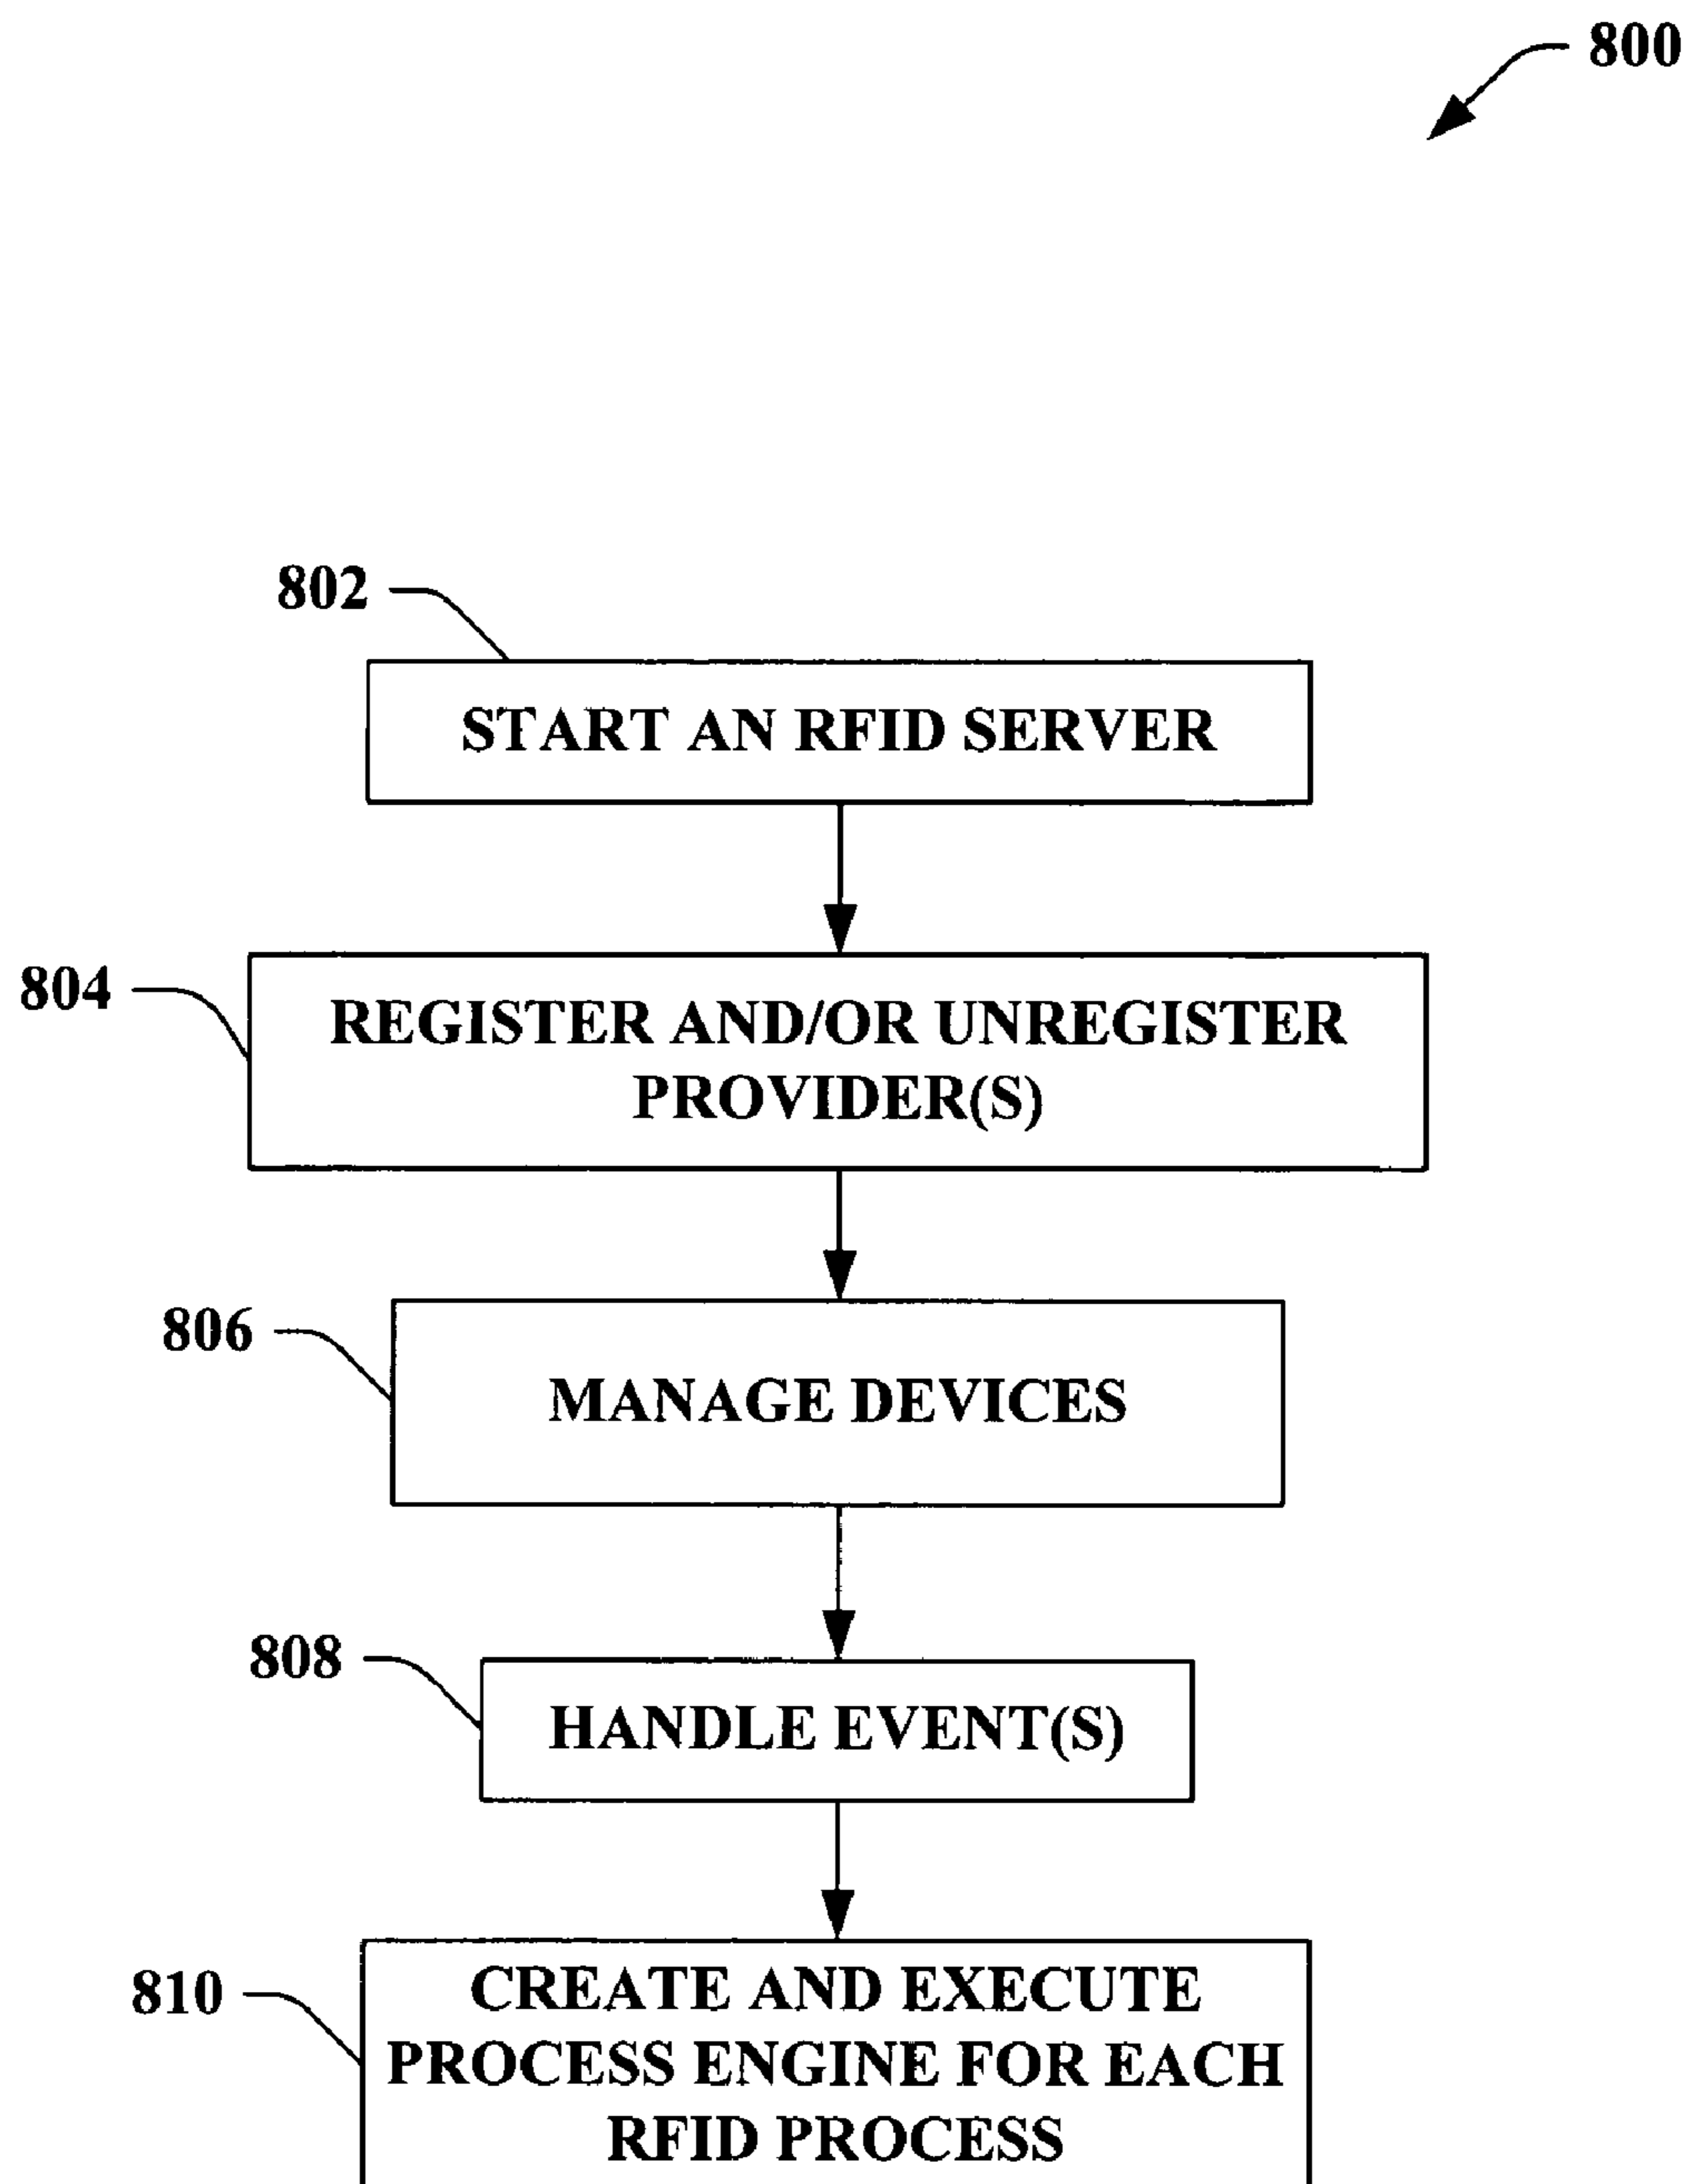 800
802
START AN RFID SERVER
804
REGISTER AND/OR UNREGISTER
PROVIDER(S)
806
MANAGE DEVICES
808
HANDLE EVENT(S)
810
CREATE AND EXECUTE
PROCESS ENGINE FOR EACH
RFID PROCESS